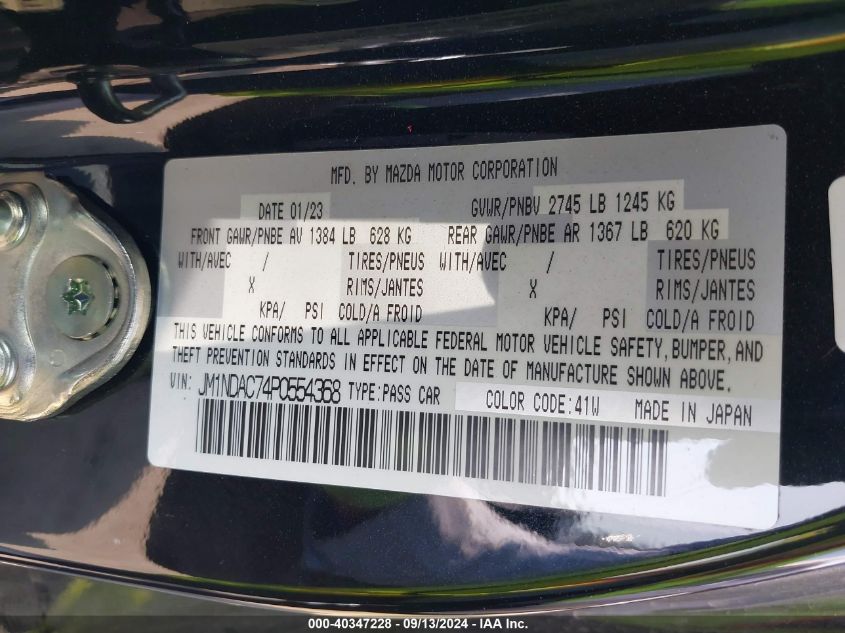 MFD. BY MAZDA MOTOR CORPORATION
DATE 01/23 GVWR/PNBV 2745 LB 1245 KG
FRONT GAWR/PNBE AV 1384 LB 628 KG REAR GAWR/PNBE AR 1367 LB 620 KG
WITH/AVEC / TIRES/PNEUS WITH/AVEC / TIRES/PNEUS
X RIMS/JANTES X RIMS/JANTES
KPA/ PSI COLD/A FROID KPA/ PSI COLD/A FROID
THIS VEHICLE CONFORMS TO ALL APPLICABLE FEDERAL MOTOR VEHICLE SAFETY, BUMPER, AND
THEFT PREVENTION STANDARDS IN EFFECT ON THE DATE OF MANUFACTURE SHOWN ABOVE.
VIN: JM1NDAC74P0554368 TYPE:PASS CAR COLOR CODE:41W MADE IN JAPAN
000-40347228 - 09/13/2024 - IAA Inc.